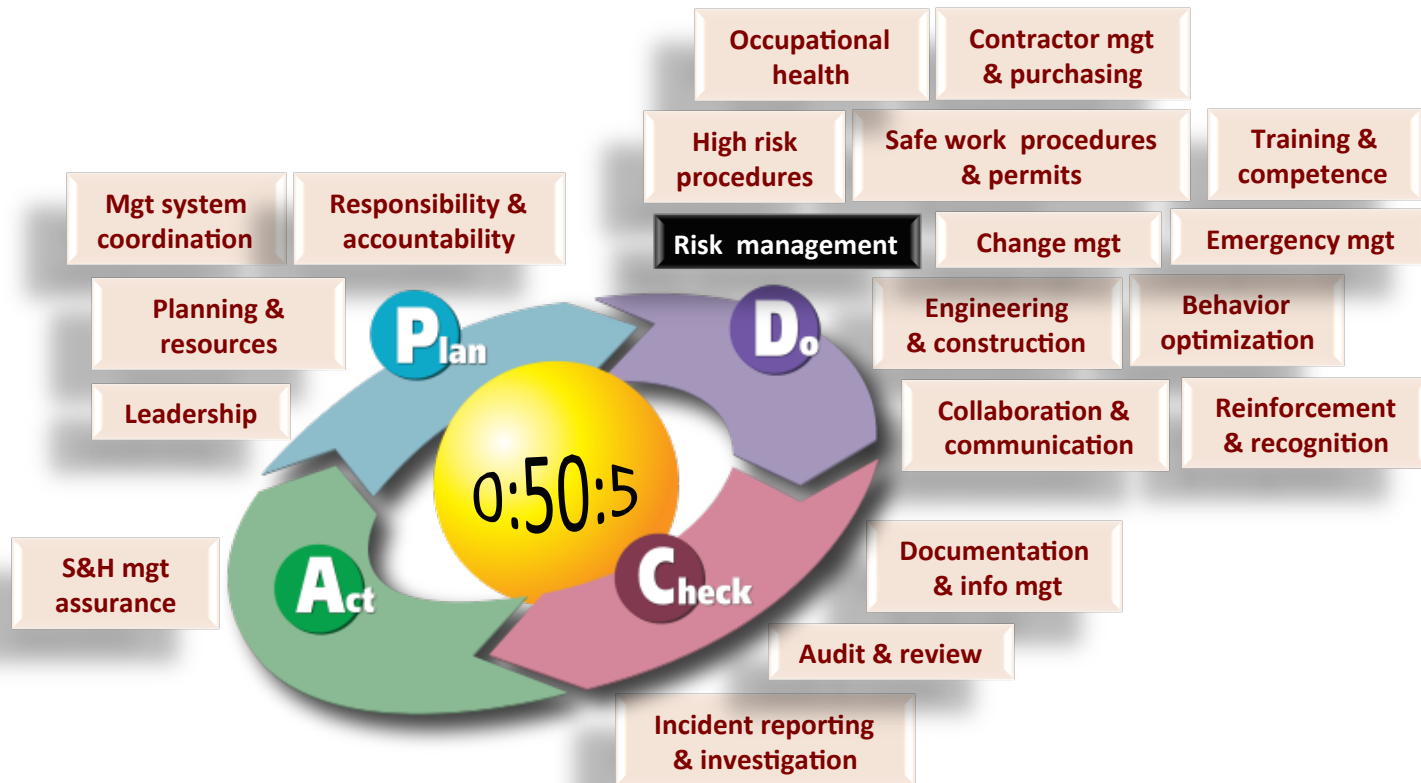 Occupational
health
Contractor mgt
& purchasing
High risk
procedures
Safe work procedures
& permits
Training &
competence
Mgt system
coordination
Responsibility &
accountability
Risk management
Change mgt
Emergency mgt
Planning &
resources
Plan
Do
Engineering
& construction
Behavior
optimization
Leadership
Collaboration &
communication
Reinforcement
& recognition
0:50:5
S&H mgt
assurance
Act
Check
Documentation
& info mgt
Audit & review
Incident reporting
& investigation